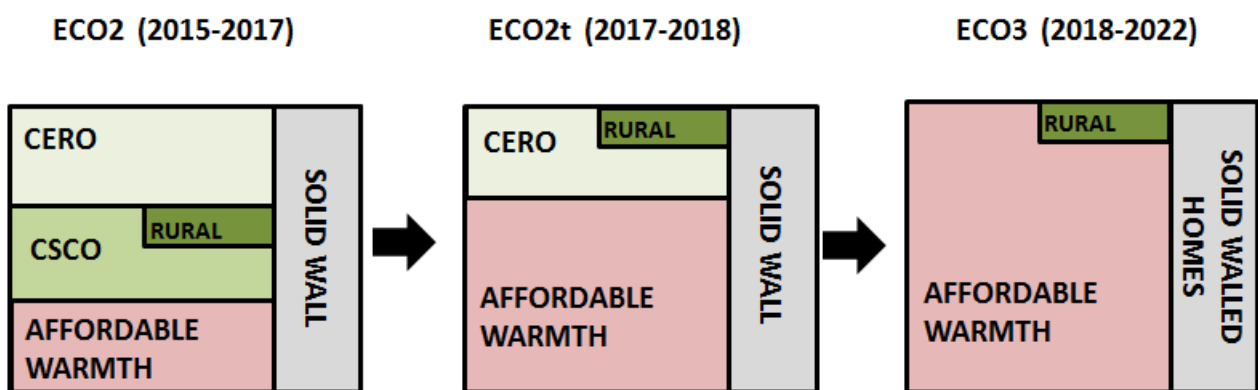 ECO2 (2015-2017)
ECO2t (2017-2018)
ECO3 (2018-2022)
CERO
RURAL
CSCO
AFFORDABLE
WARMTH
SOLID WALL
CERO
RURAL
AFFORDABLE
WARMTH
SOLID WALL
RURAL
AFFORDABLE
WARMTH
SOLID WALLED
HOMES